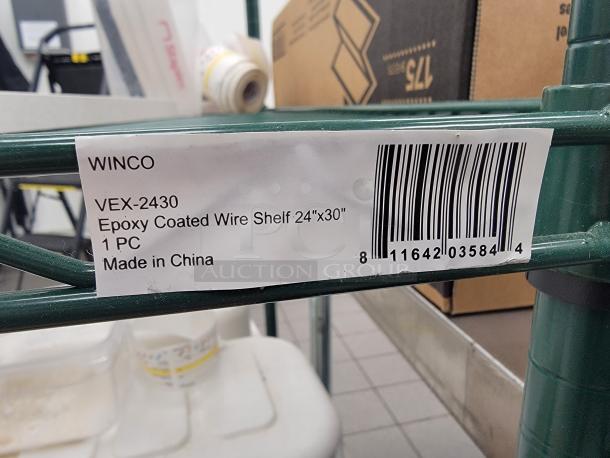 WINCO
VEX-2430
Epoxy Coated Wire Shelf 24"x30"
1 PC
Made in China
8 11642 03584 4
PCI
AUCTION GROUP
175